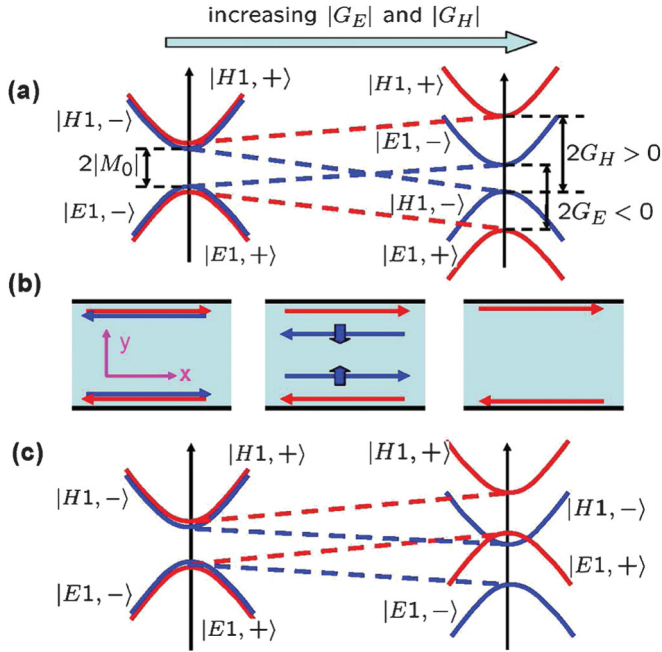 increasing |G_E| and |G_H|
(a)
|H1, +⟩
|H1, +⟩
|H1, −⟩
|E1, −⟩
2|M_0|
2G_H > 0
|H1, −⟩
2G_E < 0
|E1, −⟩
|E1, +⟩
|E1, +⟩
(b)
y
x
(c)
|H1, +⟩
|H1, +⟩
|H1, −⟩
|H1, −⟩
|E1, +⟩
|E1, −⟩
|E1, −⟩
|E1, +⟩